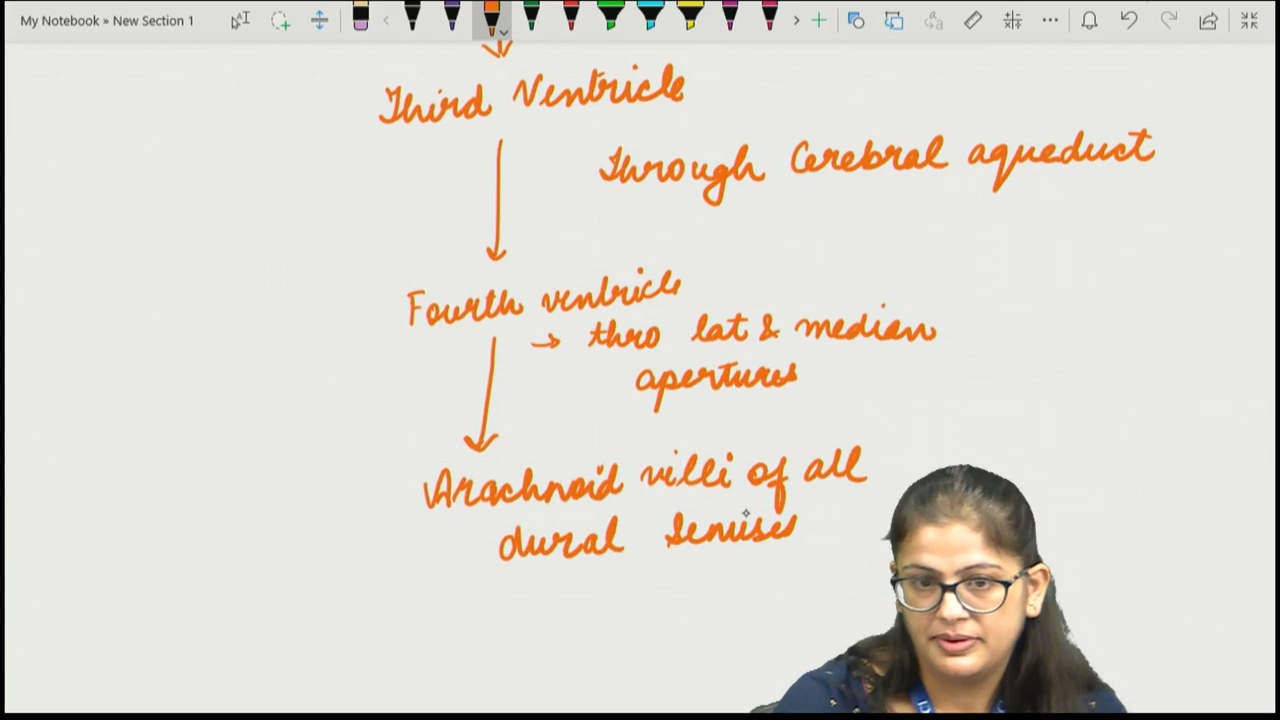 My Notebook » New Section 1
Third Ventricle
Through Cerebral aqueduct
Fourth ventricle
→ thro lat & median
apertures
Arachnoid villi of all
dural Senuses